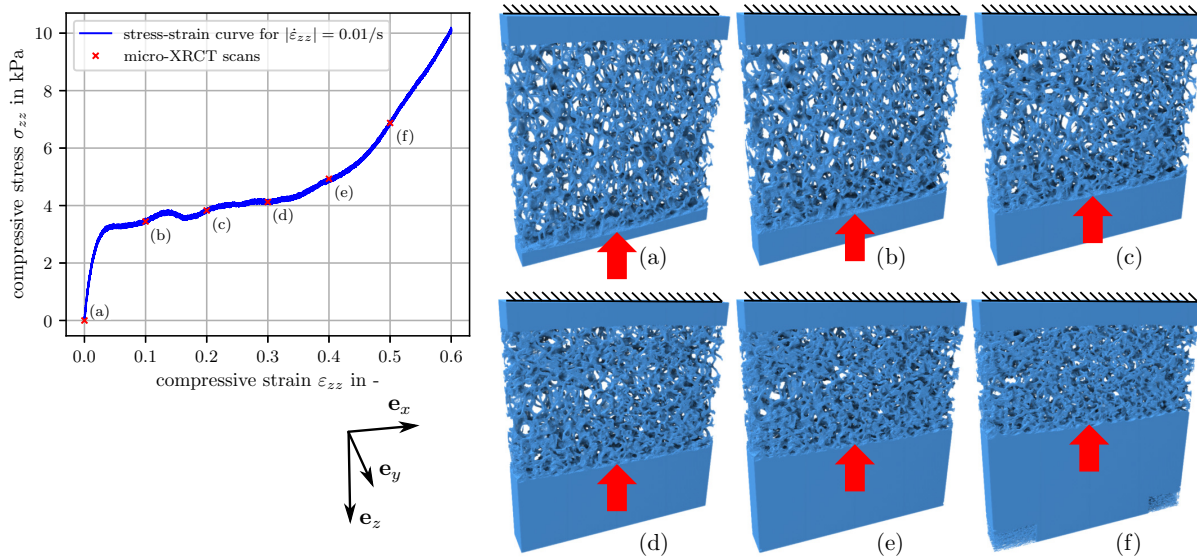 stress-strain curve for |ε̇zz| = 0.01/s
micro-XRCT scans
compressive stress σzz in kPa
10
8
6
4
2
0
(a)
(b)
(c)
(d)
(e)
(f)
0.0 0.1 0.2 0.3 0.4 0.5 0.6
compressive strain εzz in -
ex
ey
ez
(a) (b) (c)
(d) (e) (f)